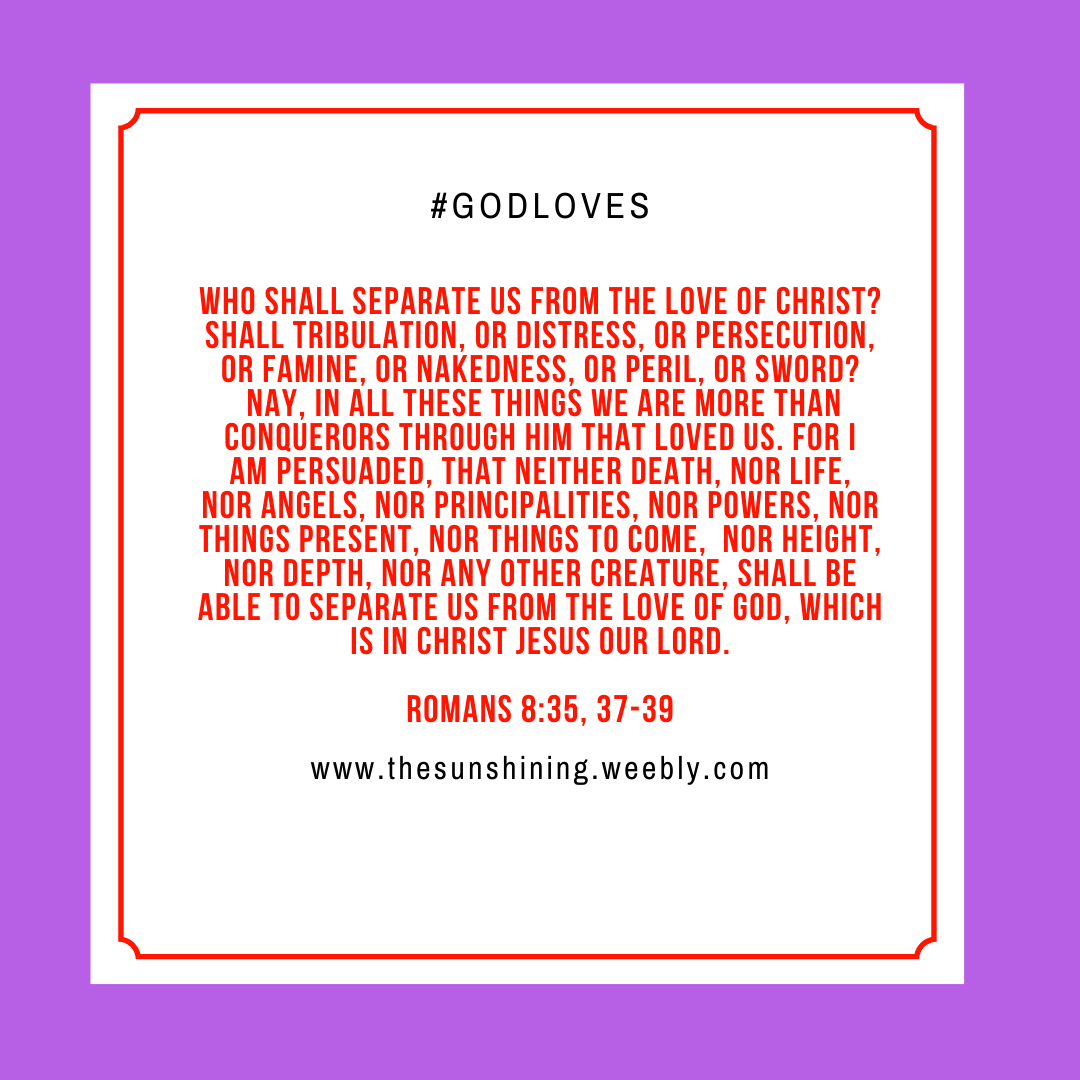 #GODLOVES
WHO SHALL SEPARATE US FROM THE LOVE OF CHRIST?
SHALL TRIBULATION, OR DISTRESS, OR PERSECUTION,
OR FAMINE, OR NAKEDNESS, OR PERIL, OR SWORD?
NAY, IN ALL THESE THINGS WE ARE MORE THAN
CONQUERORS THROUGH HIM THAT LOVED US. FOR I
AM PERSUADED, THAT NEITHER DEATH, NOR LIFE,
NOR ANGELS, NOR PRINCIPALITIES, NOR POWERS, NOR
THINGS PRESENT, NOR THINGS TO COME,  NOR HEIGHT,
NOR DEPTH, NOR ANY OTHER CREATURE, SHALL BE
ABLE TO SEPARATE US FROM THE LOVE OF GOD, WHICH
IS IN CHRIST JESUS OUR LORD.
ROMANS 8:35, 37-39
www.thesunshining.weebly.com